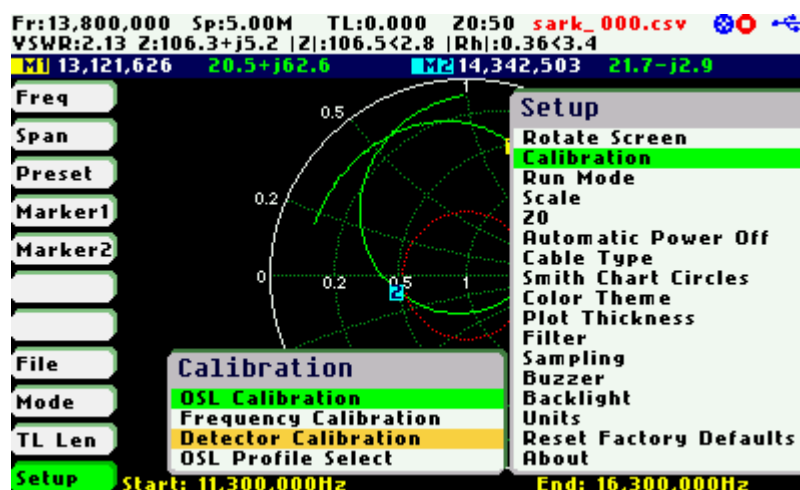 Fr:13,800,000 Sp:5.00M TL:0.000 Z0:50 sark_000.csv
VSWR:2.13 Z:106.3+j5.2 |Z|:106.5<2.8 |Rh|:0.36<3.4
M1 13,121,626 20.5+j62.6 M2 14,342,503 21.7-j2.9
Freq
Span
Preset
Marker1
Marker2
File
Mode
TL Len
Setup
1
0.5
0.2
0
0.2
0.5
1
2
Setup
Rotate Screen
Calibration
Run Mode
Scale
Z0
Automatic Power Off
Cable Type
Smith Chart Circles
Color Theme
Plot Thickness
Filter
Sampling
Buzzer
Backlight
Units
Reset Factory Defaults
About
Calibration
OSL Calibration
Frequency Calibration
Detector Calibration
OSL Profile Select
Start: 11,300,000Hz
End: 16,300,000Hz